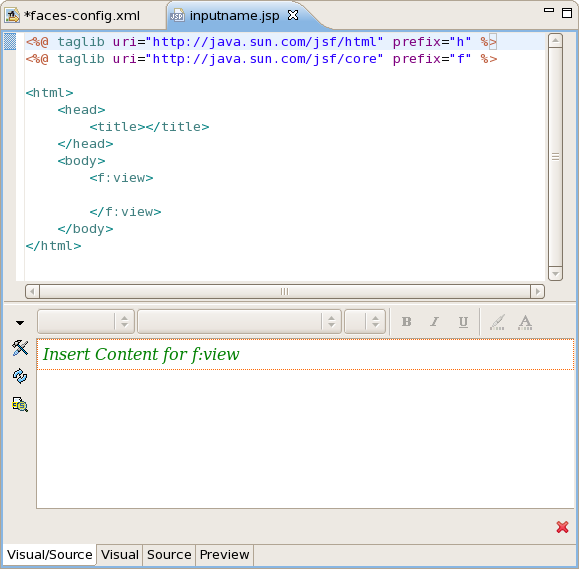 *faces-config.xml
inputname.jsp
<%@ taglib uri="http://java.sun.com/jsf/html" prefix="h" %>
<%@ taglib uri="http://java.sun.com/jsf/core" prefix="f" %>
<html>
<head>
<title></title>
</head>
<body>
<f:view>
</f:view>
</body>
</html>
B I U A
Insert Content for f:view
Visual/Source Visual Source Preview